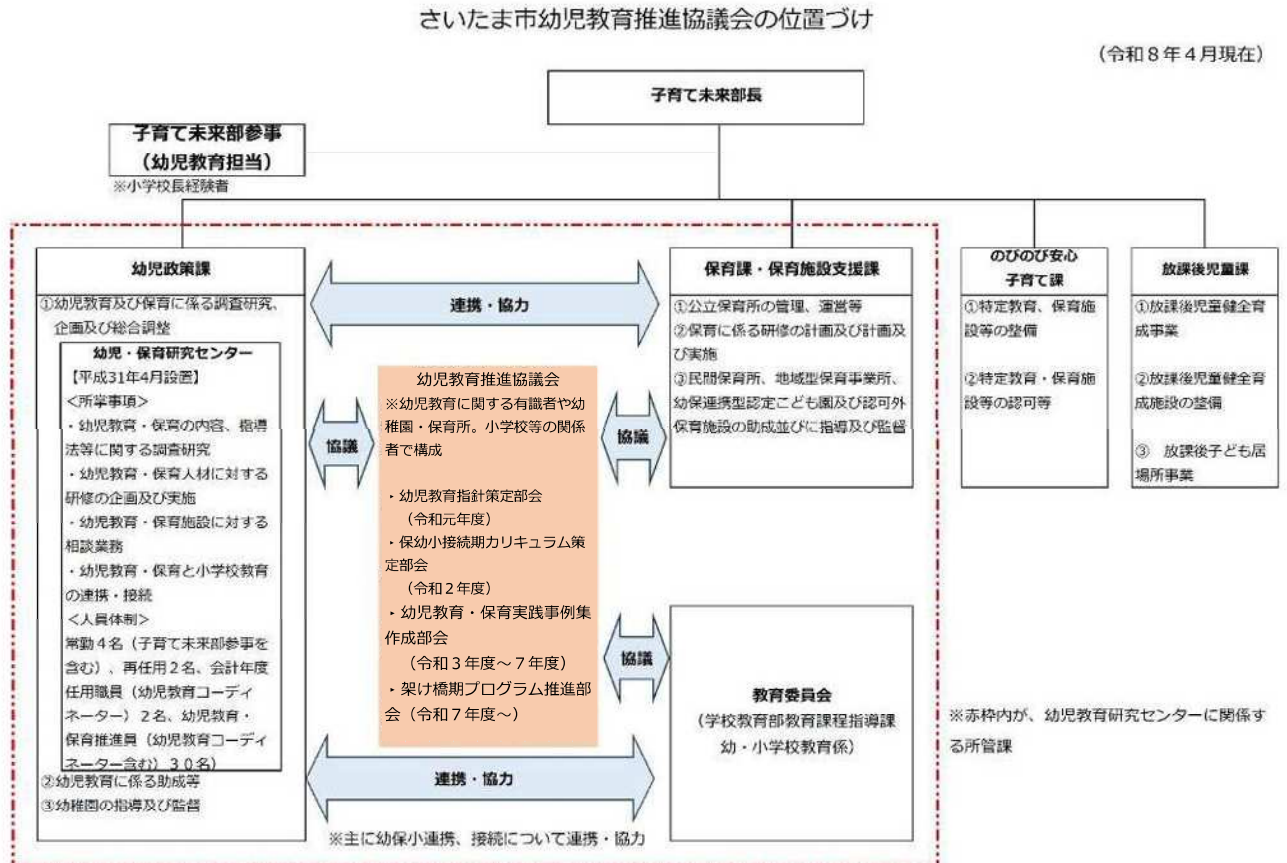 さいたま市幼児教育推進協議会の位置づけ
（令和８年４月現在）
子育て未来部長
子育て未来部参事
（幼児教育担当）
※小学校長経験者
幼児政策課
①幼児教育及び保育に係る調査研究、
企画及び総合調整
幼児・保育研究センター
【平成31年4月設置】
＜所掌事項＞
・幼児教育・保育の内容、指導
法等に関する調査研究
・幼児教育・保育人材に対する
研修の企画及び実施
・幼児教育・保育施設に対する
相談業務
・幼児教育・保育と小学校教育
の連携・接続
＜人員体制＞
常勤４名（子育て未来部参事を
含む）、再任用２名、会計年度
任用職員（幼児教育コーディ
ネーター）２名、幼児教育・
保育推進員（幼児教育コーディ
ネーター含む）３０名）
②幼児教育に係る助成等
③幼稚園の指導及び監督
連携・協力
協議
幼児教育推進協議会
※幼児教育に関する有識者や幼
稚園・保育所。小学校等の関係
者で構成
・幼児教育指針策定部会
（令和元年度）
・保幼小接続期カリキュラム策
定部会
（令和２年度）
・幼児教育・保育実践事例集
作成部会
（令和３年度～７年度）
・架け橋期プログラム推進部
会（令和７年度～）
協議
協議
連携・協力
※主に幼保小連携、接続について連携・協力
保育課・保育施設支援課
①公立保育所の管理、運営等
②保育に係る研修の計画及び計画及
び実施
③民間保育所、地域型保育事業所、
幼保連携型認定こども園及び認可外
保育施設の助成並びに指導及び監督
教育委員会
（学校教育部教育課程指導課
幼・小学校教育係）
のびのび安心
子育て課
①特定教育、保育施
設等の整備
②特定教育・保育施
設等の認可等
放課後児童課
①放課後児童健全育
成事業
②放課後児童健全育
成施設の整備
③　放課後子ども居
場所事業
※赤枠内が、幼児教育研究センターに関係す
る所管課